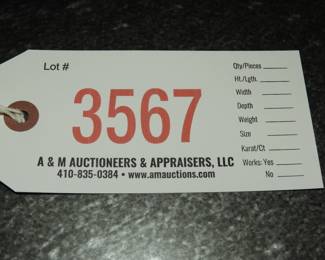 Lot #
3567
A & M AUCTIONEERS & APPRAISERS, LLC
410-835-0384 • www.amauctions.com
Qty/Pieces
Ht./Lgth.
Width
Depth
Weight
Size
Karat/Ct
Works: Yes
No